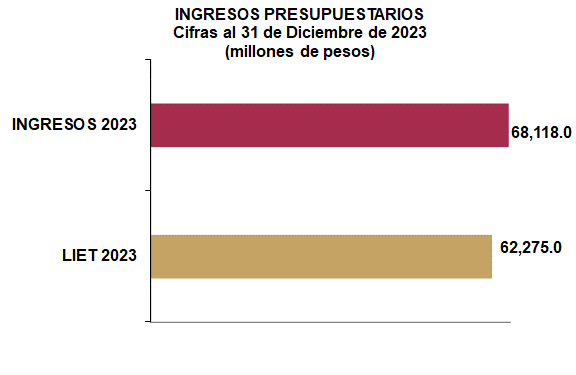 INGRESOS PRESUPUESTARIOS
Cifras al 31 de Diciembre de 2023
(millones de pesos)
INGRESOS 2023
68,118.0
LIET 2023
62,275.0